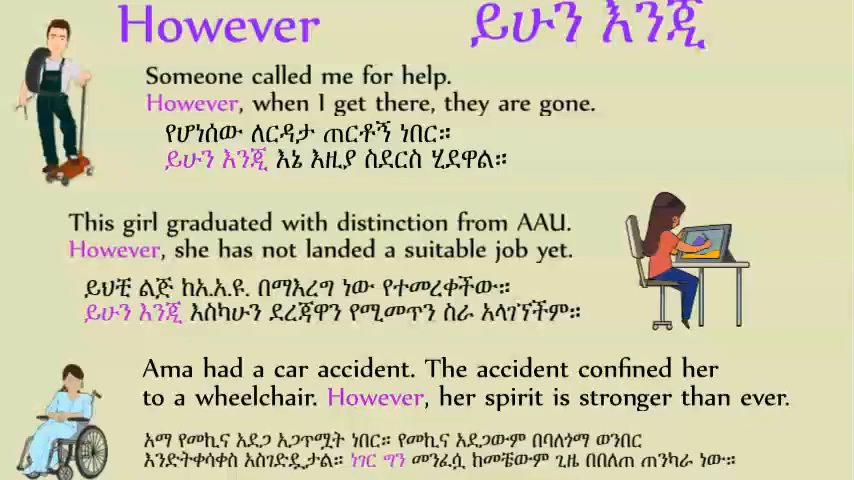 However ይሁን እንጂ
Someone called me for help.
However, when I get there, they are gone.
የሆነሰው ለርዳታ ጠርቶኝ ነበር።
ይሁን እንጂ እኔ እዚያ ስደርስ ሂደዋል።
This girl graduated with distinction from AAU.
However, she has not landed a suitable job yet.
ይህቺ ልጅ ከአ.አ.ዩ. በማእረግ ነው የተመረቀችው።
ይሁን እንጂ እስካሁን ደረጃዋን የሚመጥን ስራ አላገኘችም።
Ama had a car accident. The accident confined her
to a wheelchair. However, her spirit is stronger than ever.
አማ የመኪና አደጋ አጋጥሟት ነበር። የመኪና አደጋውም በባለጎማ ወንበር
እንድትቀሳቀስ አስገድዷታል። ነገር ግን መንፈሷ ከመቼውም ጊዜ በበለጠ ጠንካራ ነው።